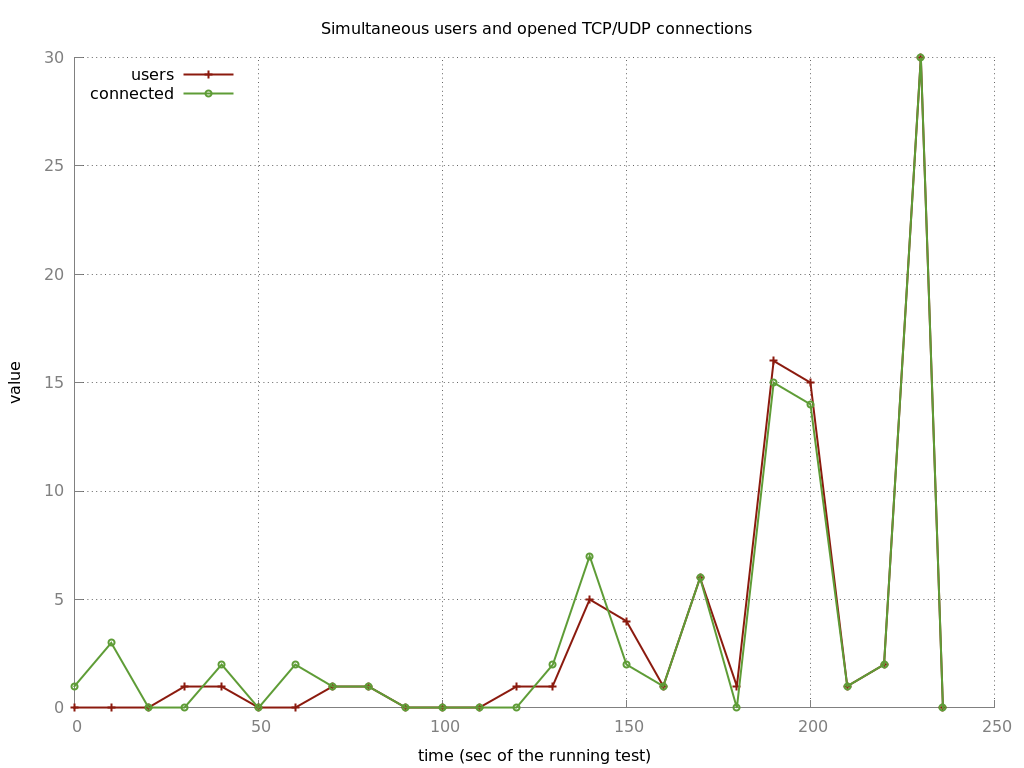 Simultaneous users and opened TCP/UDP connections
30
users
connected
25
20
15
value
10
5
0
0 50 100 150 200 250
time (sec of the running test)